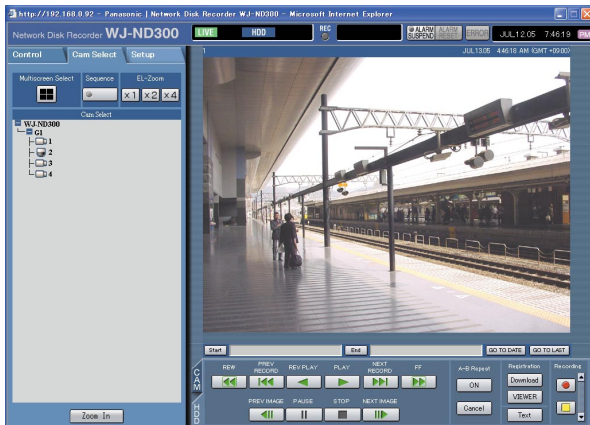 http://192.168.0.92 - Panasonic | Network Disk Recorder WJ-ND300 - Microsoft Internet Explorer
Network Disk Recorder WJ-ND300
LIVE HDD
REC
ALARM SUSPEND
ALARM RESET
ERROR
JUL.12.05 7:46:19 PM
Control
Cam Select
Setup
1
JUL.13.05 4:46:18 AM (GMT +09:00)
Multiscreen Select
Sequence
EL-Zoom
x1 x2 x4
Cam Select
WJ-ND300
G1
1
2
3
4
Zoom In
Start
End
GO TO DATE
GO TO LAST
CAM
HDD
REW
PREV RECORD
REV PLAY
PLAY
NEXT RECORD
FF
PREV IMAGE
PAUSE
STOP
NEXT IMAGE
A-B Repeat
ON
Cancel
Registration
Download
VIEWER
Text
Recording